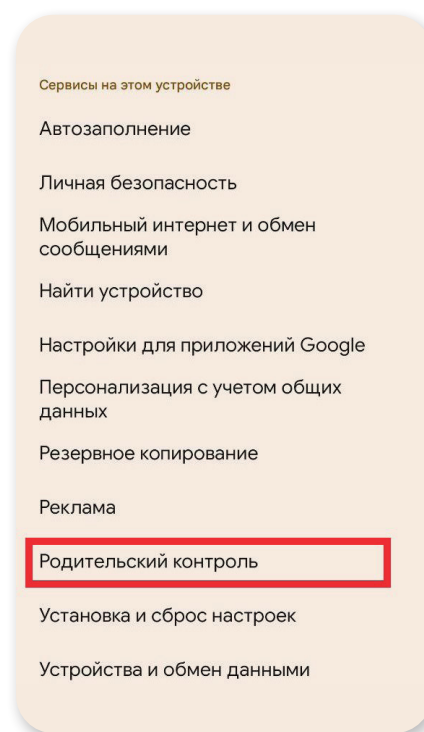 Сервисы на этом устройстве
Автозаполнение
Личная безопасность
Мобильный интернет и обмен
сообщениями
Найти устройство
Настройки для приложений Google
Персонализация с учетом общих
данных
Резервное копирование
Реклама
Родительский контроль
Установка и сброс настроек
Устройства и обмен данными